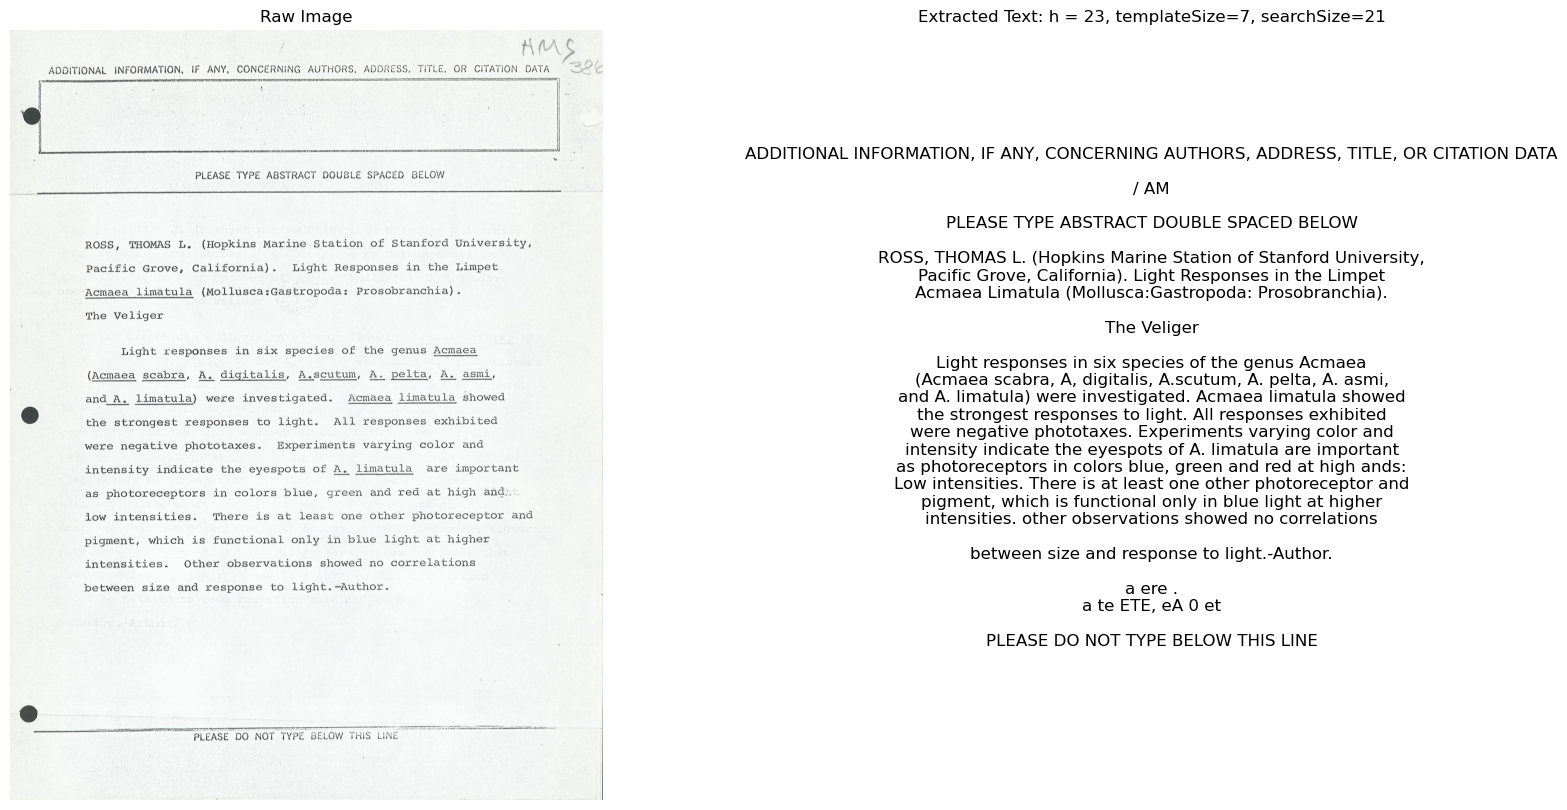 Raw Image
HMS
386
ADDITIONAL INFORMATION, IF ANY, CONCERNING AUTHORS, ADDRESS, TITLE, OR CITATION DATA
PLEASE TYPE ABSTRACT DOUBLE SPACED BELOW
ROSS, THOMAS L. (Hopkins Marine Station of Stanford University,
Pacific Grove, California). Light Responses in the Limpet
Acmaea limatula (Mollusca:Gastropoda: Prosobranchia).
The Veliger
Light responses in six species of the genus Acmaea
(Acmaea scabra, A. digitalis, A.scutum, A. pelta, A. asmi,
and A. limatula) were investigated. Acmaea limatula showed
the strongest responses to light. All responses exhibited
were negative phototaxes. Experiments varying color and
intensity indicate the eyespots of A. limatula are important
as photoreceptors in colors blue, green and red at high and
low intensities. There is at least one other photoreceptor and
pigment, which is functional only in blue light at higher
intensities. Other observations showed no correlations
between size and response to light.-Author.
PLEASE DO NOT TYPE BELOW THIS LINE
Extracted Text: h = 23, templateSize=7, searchSize=21
ADDITIONAL INFORMATION, IF ANY, CONCERNING AUTHORS, ADDRESS, TITLE, OR CITATION DATA
/ AM
PLEASE TYPE ABSTRACT DOUBLE SPACED BELOW
ROSS, THOMAS L. (Hopkins Marine Station of Stanford University,
Pacific Grove, California). Light Responses in the Limpet
Acmaea Limatula (Mollusca:Gastropoda: Prosobranchia).
The Veliger
Light responses in six species of the genus Acmaea
(Acmaea scabra, A, digitalis, A.scutum, A. pelta, A. asmi,
and A. limatula) were investigated. Acmaea limatula showed
the strongest responses to light. All responses exhibited
were negative phototaxes. Experiments varying color and
intensity indicate the eyespots of A. limatula are important
as photoreceptors in colors blue, green and red at high ands:
Low intensities. There is at least one other photoreceptor and
pigment, which is functional only in blue light at higher
intensities. other observations showed no correlations
between size and response to light.-Author.
a ere .
a te ETE, eA 0 et
PLEASE DO NOT TYPE BELOW THIS LINE